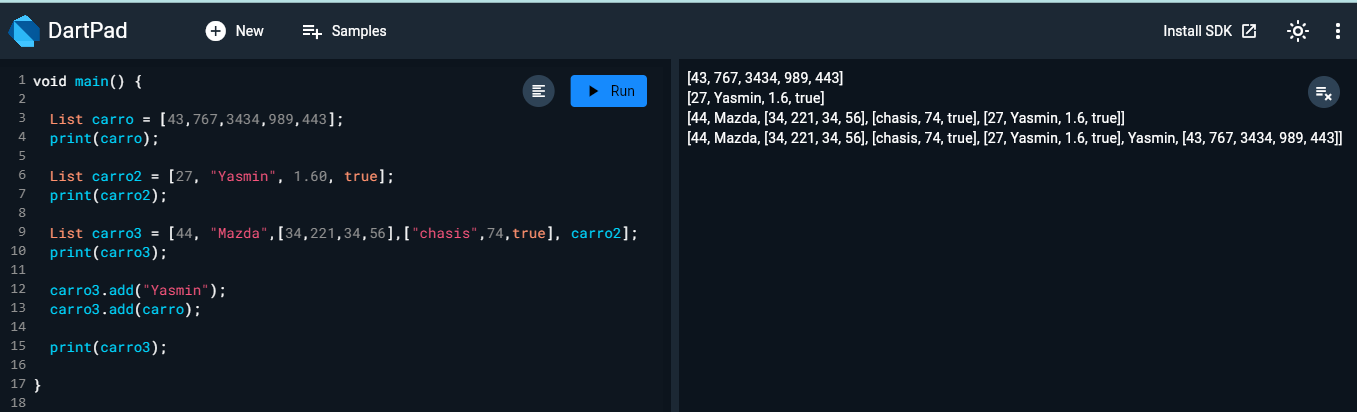 DartPad New Samples Install SDK
Run
1 void main() {
2
3 List carro = [43,767,3434,989,443];
4 print(carro);
5
6 List carro2 = [27, "Yasmin", 1.60, true];
7 print(carro2);
8
9 List carro3 = [44, "Mazda",[34,221,34,56],["chasis",74,true], carro2];
10 print(carro3);
11
12 carro3.add("Yasmin");
13 carro3.add(carro);
14
15 print(carro3);
16
17 }
18
[43, 767, 3434, 989, 443]
[27, Yasmin, 1.6, true]
[44, Mazda, [34, 221, 34, 56], [chasis, 74, true], [27, Yasmin, 1.6, true]]
[44, Mazda, [34, 221, 34, 56], [chasis, 74, true], [27, Yasmin, 1.6, true], Yasmin, [43, 767, 3434, 989, 443]]